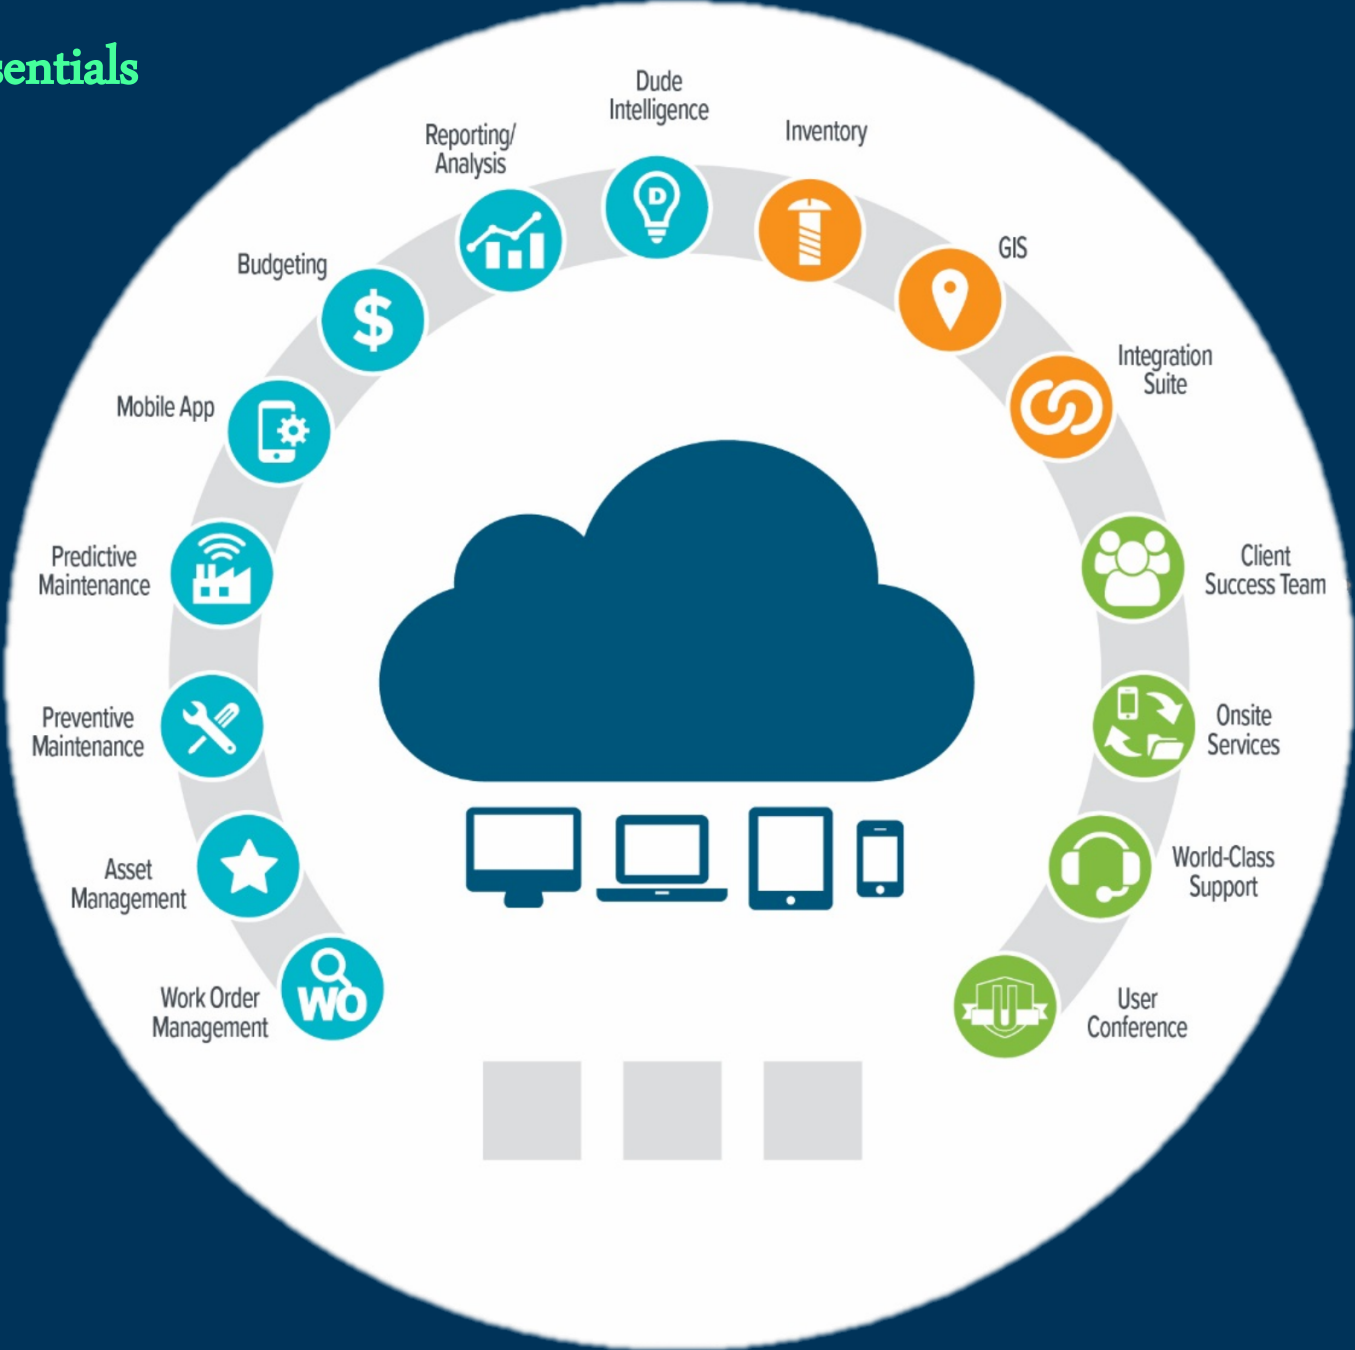 sentials
Dude
Intelligence
Inventory
Reporting/
Analysis
GIS
Budgeting
Integration
Suite
Mobile App
Predictive
Maintenance
Client
Success Team
Preventive
Maintenance
Onsite
Services
Asset
Management
World-Class
Support
Work Order
Management
User
Conference
D
$
WO
U